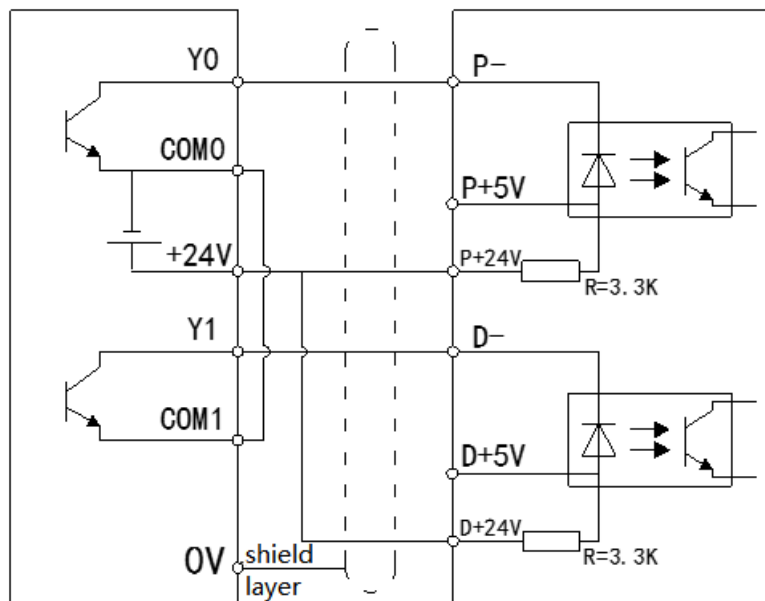 Y0
P-
COM0
P+5V
+24V
P+24V
R=3.3K
Y1
D-
COM1
D+5V
D+24V
R=3.3K
0V
shield
layer